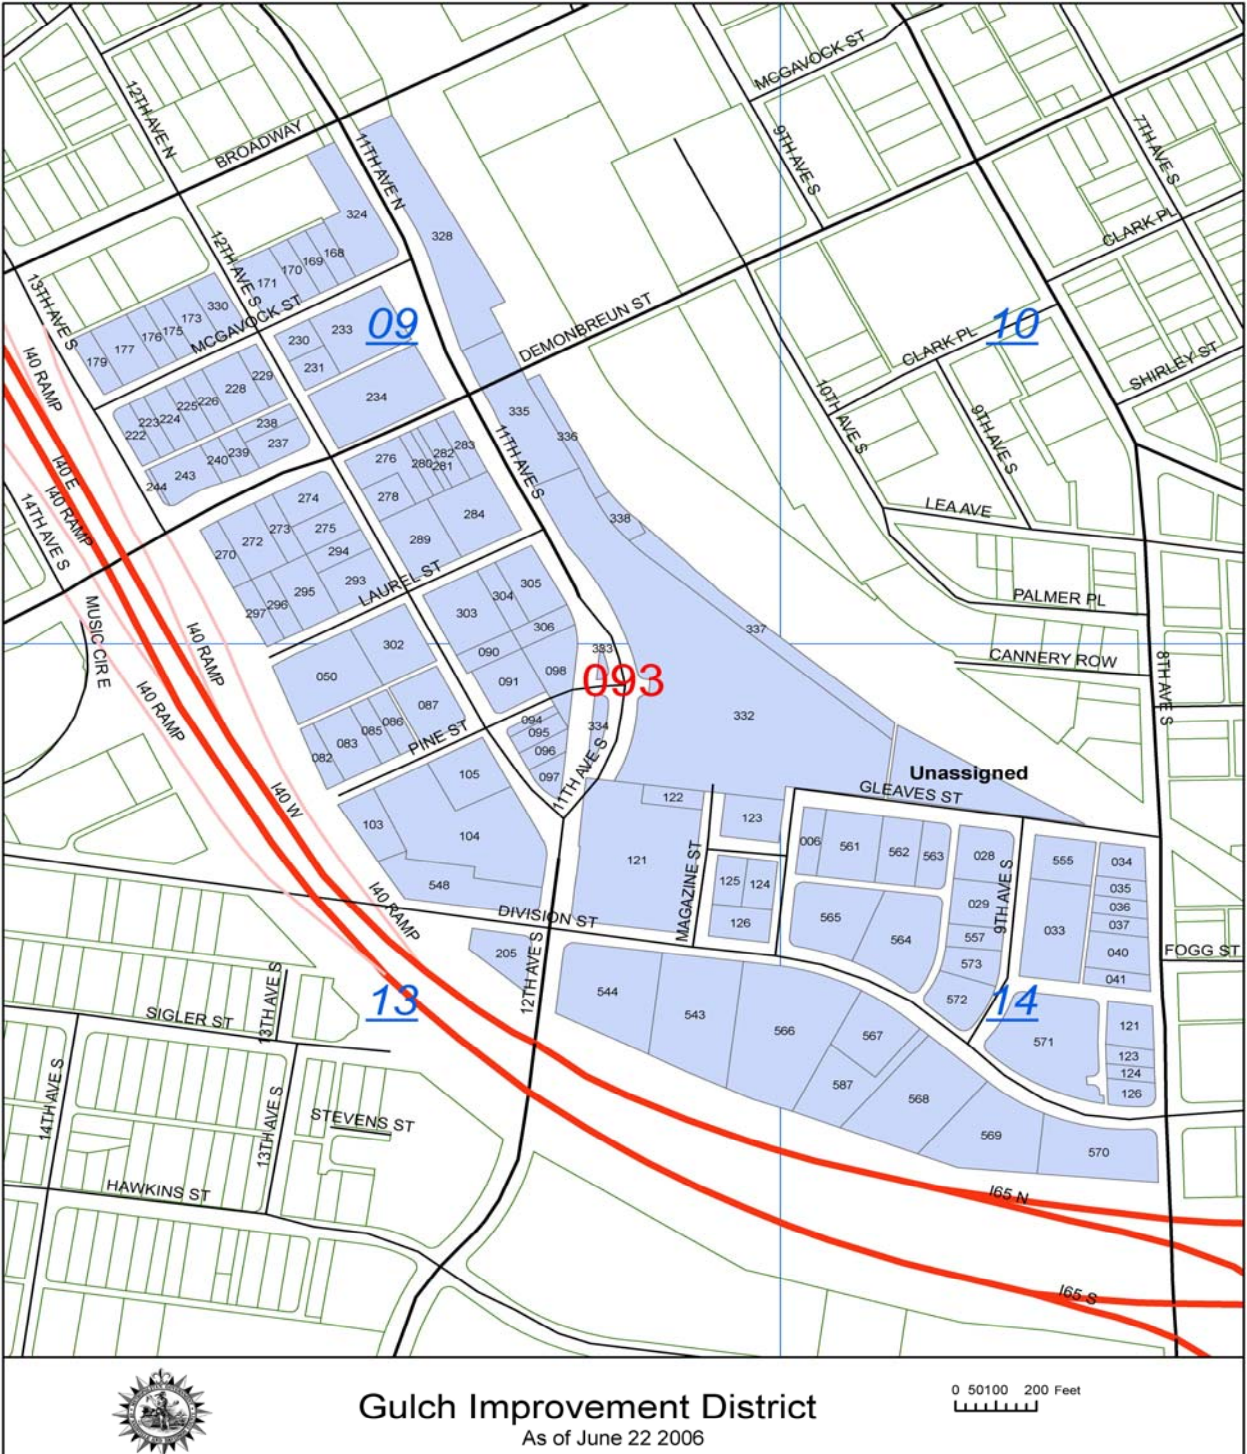 MCGAVOCK ST
12TH AVE N
BROADWAY
11TH AVE N
9TH AVE S
7TH AVE S
324
328
CLARK PL
12TH AVE S
168
169
170
171
13TH AVE S
330
173
175
176
177
179
MCGAVOCK ST
230
233
231
234
09
DEMONBREUN ST
10
CLARK PL
SHIRLEY ST
I40 RAMP
229
228
226
225
224
223
222
238
237
239
240
243
244
335
336
10TH AVE S
9TH AVE S
276
280
282
283
281
278
284
289
11TH AVE S
I40 E
I40 RAMP
14TH AVE S
274
273
275
272
270
294
293
295
296
297
338
LEA AVE
LAUREL ST
305
304
303
306
PALMER PL
MUSIC CIR E
I40 RAMP
302
050
090
091
098
333
093
337
CANNERY ROW
8TH AVE S
I40 RAMP
087
086
085
083
082
PINE ST
094
095
096
097
334
11TH AVE S
332
Unassigned
GLEAVES ST
I40 W
105
103
104
548
122
123
121
MAGAZINE ST
125
124
126
006
561
562
563
028
029
557
573
572
9TH AVE S
555
033
034
035
036
037
040
041
565
564
I40 RAMP
DIVISION ST
FOGG ST
205
12TH AVE S
544
543
566
567
587
568
569
570
571
14
121
123
124
126
13
13TH AVE S
SIGLER ST
14TH AVE S
13TH AVE S
STEVENS ST
HAWKINS ST
I65 N
I65 S
Gulch Improvement District
As of June 22 2006
0 50100 200 Feet